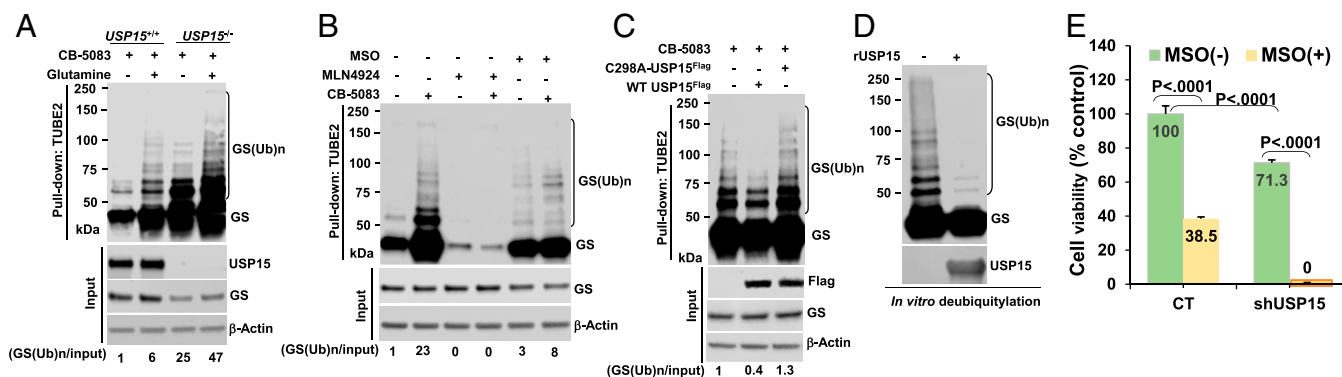 A
USP15+/+ USP15-/-
CB-5083 + + + +
Glutamine - + - +
Pull-down: TUBE2
250
150
100
75
50
kDa
GS(Ub)n
GS
Input
USP15
GS
β-Actin
(GS(Ub)n/input) 1 6 25 47
B
MSO - - - - + +
MLN4924 - - + + - -
CB-5083 - + - + - +
Pull-down: TUBE2
250
150
100
75
50
kDa
GS(Ub)n
GS
Input
GS
β-Actin
(GS(Ub)n/input) 1 23 0 0 3 8
C
CB-5083 + + +
C298A-USP15Flag - - +
WT USP15Flag - + -
Pull-down: TUBE2
250
150
100
75
50
kDa
GS(Ub)n
GS
Input
Flag
GS
β-Actin
(GS(Ub)n/input) 1 0.4 1.3
D
rUSP15 - +
250
150
100
75
50
GS(Ub)n
GS
USP15
In vitro deubiquitylation
E
MSO(-) MSO(+)
Cell viability (% control)
140
120
100
80
60
40
20
0
P<.0001
P<.0001
P<.0001
100
38.5
71.3
0
CT shUSP15